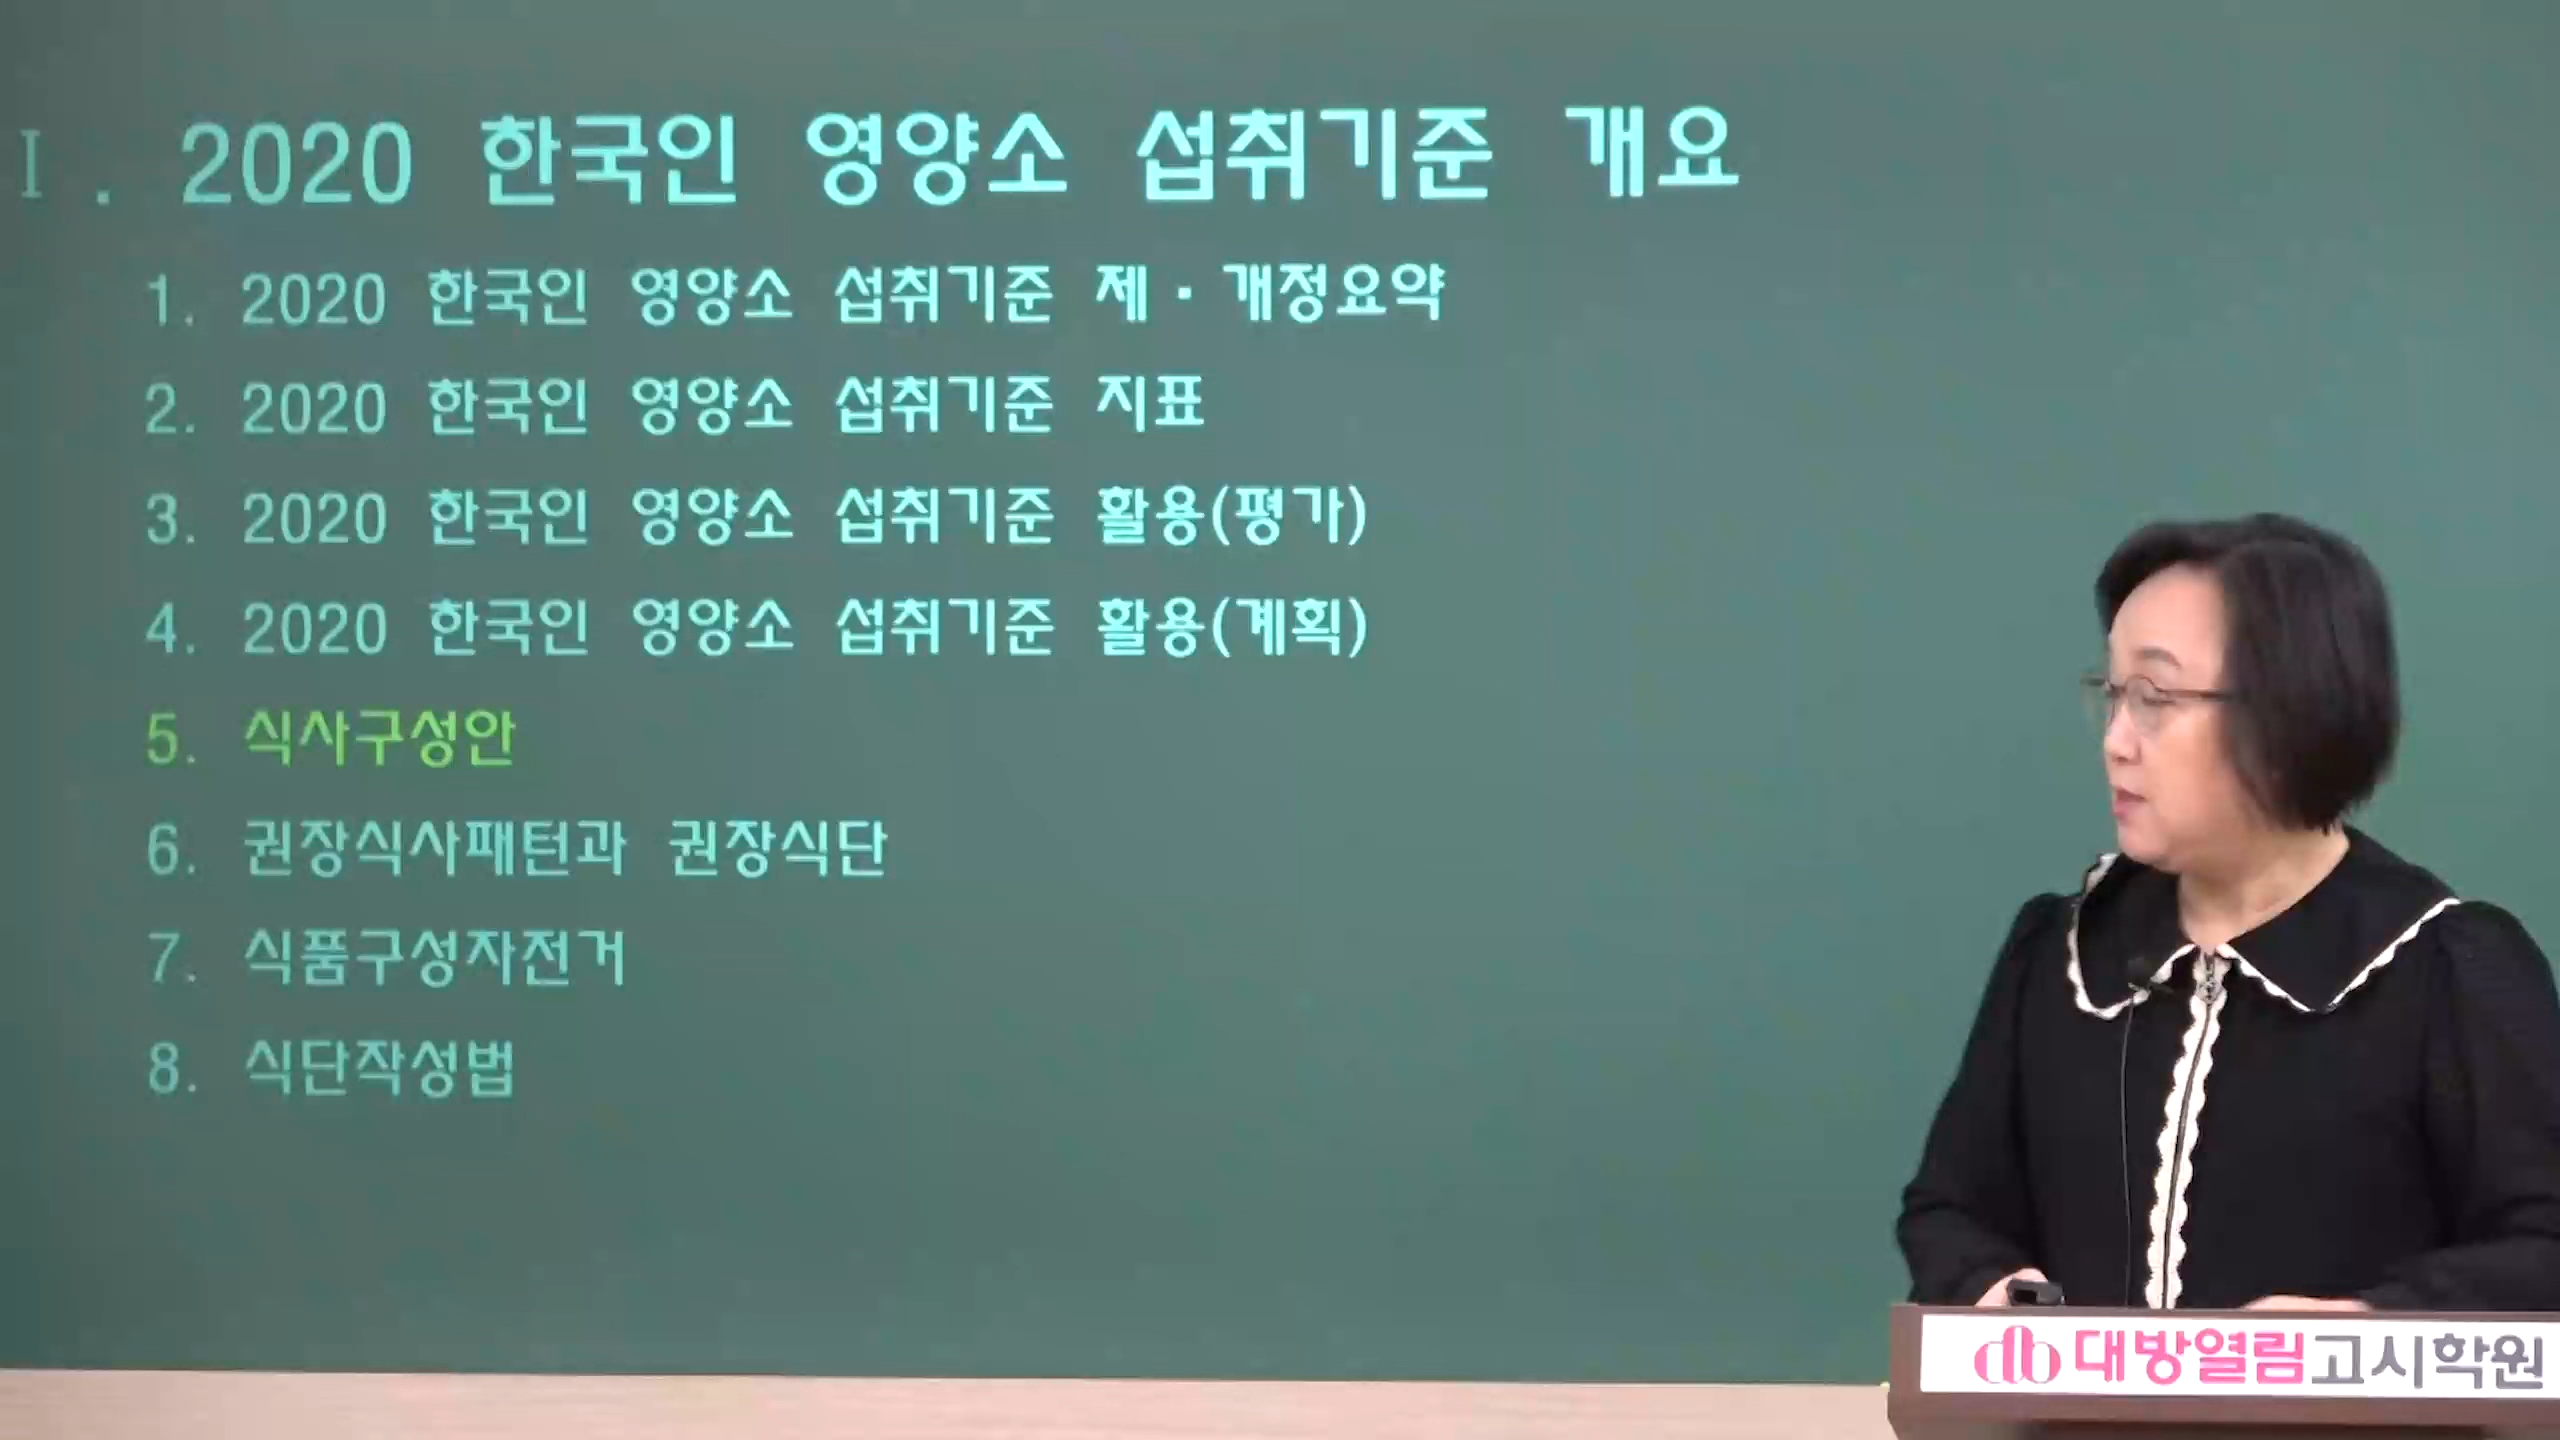 Ⅰ. 2020 한국인 영양소 섭취기준 개요
1. 2020 한국인 영양소 섭취기준 제·개정요약
2. 2020 한국인 영양소 섭취기준 지표
3. 2020 한국인 영양소 섭취기준 활용(평가)
4. 2020 한국인 영양소 섭취기준 활용(계획)
5. 식사구성안
6. 권장식사패턴과 권장식단
7. 식품구성자전거
8. 식단작성법
db 대방열림고시학원